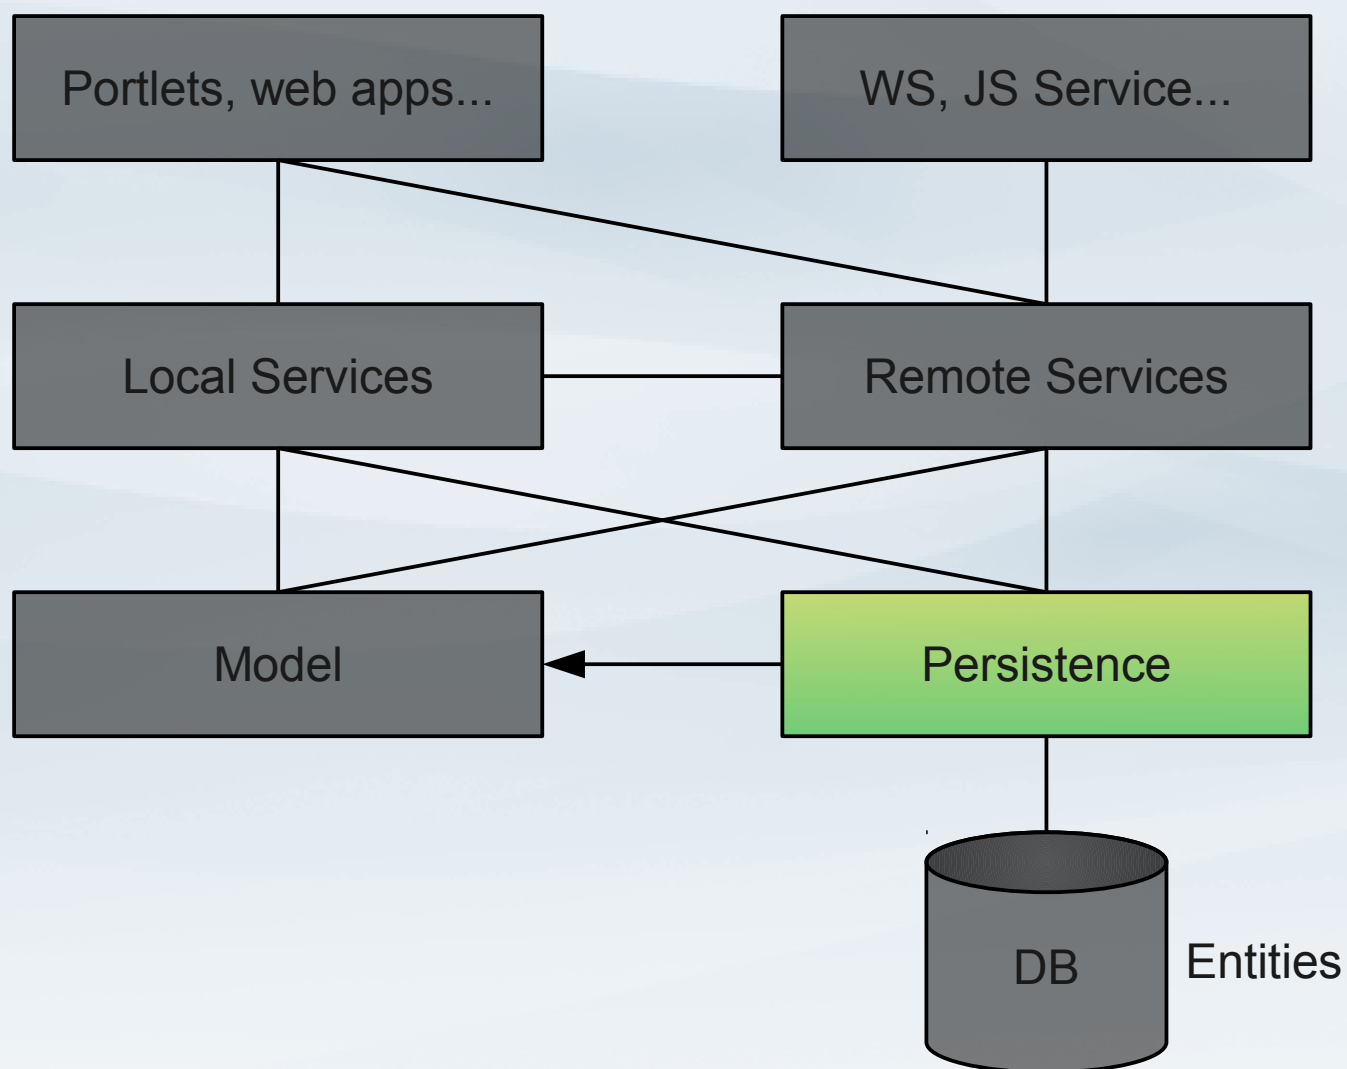 Portlets, web apps...
WS, JS Service...
Local Services
Remote Services
Model
Persistence
DB
Entities